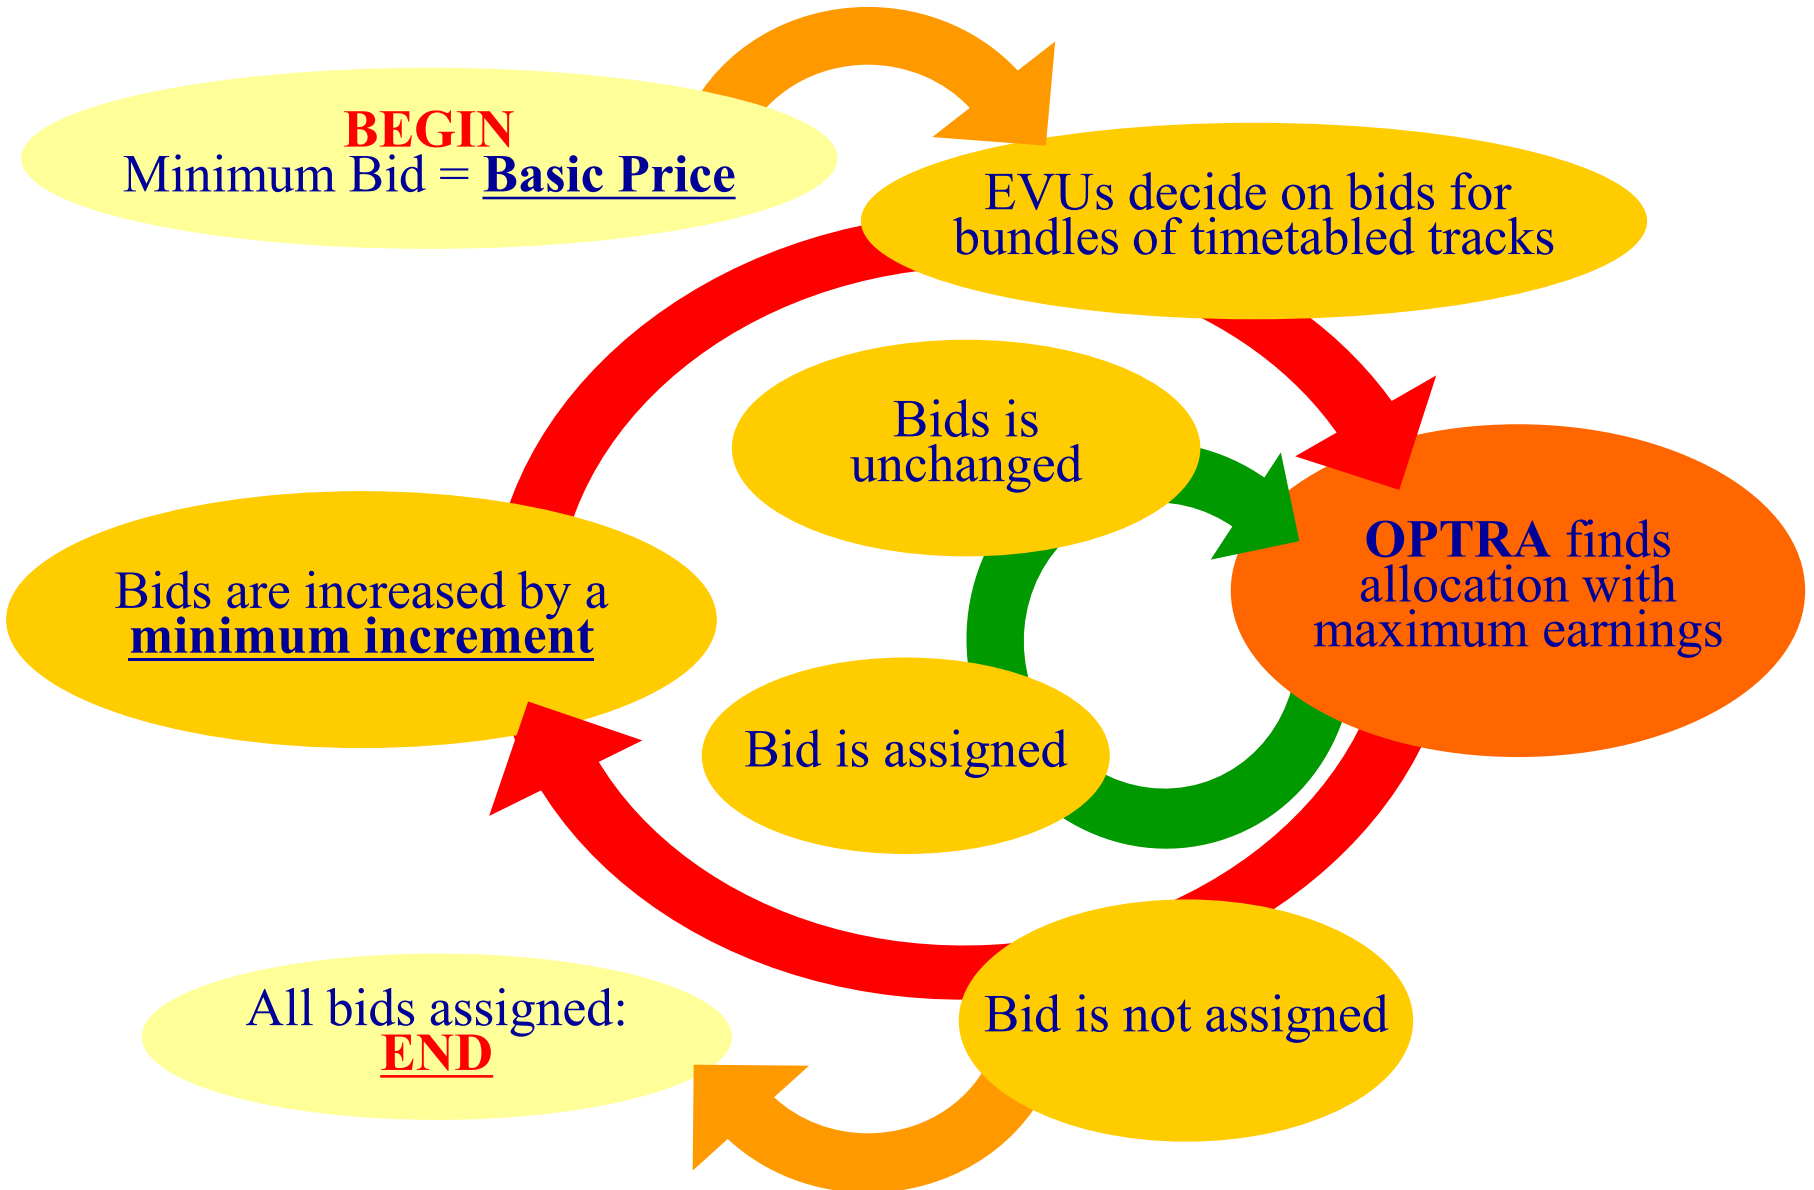 BEGIN
Minimum Bid = Basic Price
EVUs decide on bids for
bundles of timetabled tracks
Bids is
unchanged
OPTRA finds
allocation with
maximum earnings
Bids are increased by a
minimum increment
Bid is assigned
Bid is not assigned
All bids assigned:
END